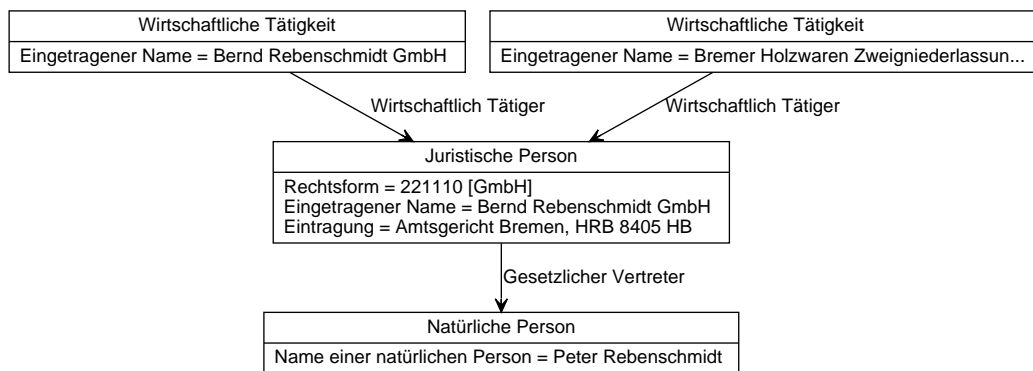 Wirtschaftliche Tätigkeit
Eingetragener Name = Bernd Rebenschmidt GmbH
Wirtschaftliche Tätigkeit
Eingetragener Name = Bremer Holzwaren Zweigniederlassun...
Wirtschaftlich Tätiger
Wirtschaftlich Tätiger
Juristische Person
Rechtsform = 221110 [GmbH]
Eingetragener Name = Bernd Rebenschmidt GmbH
Eintragung = Amtsgericht Bremen, HRB 8405 HB
Gesetzlicher Vertreter
Natürliche Person
Name einer natürlichen Person = Peter Rebenschmidt